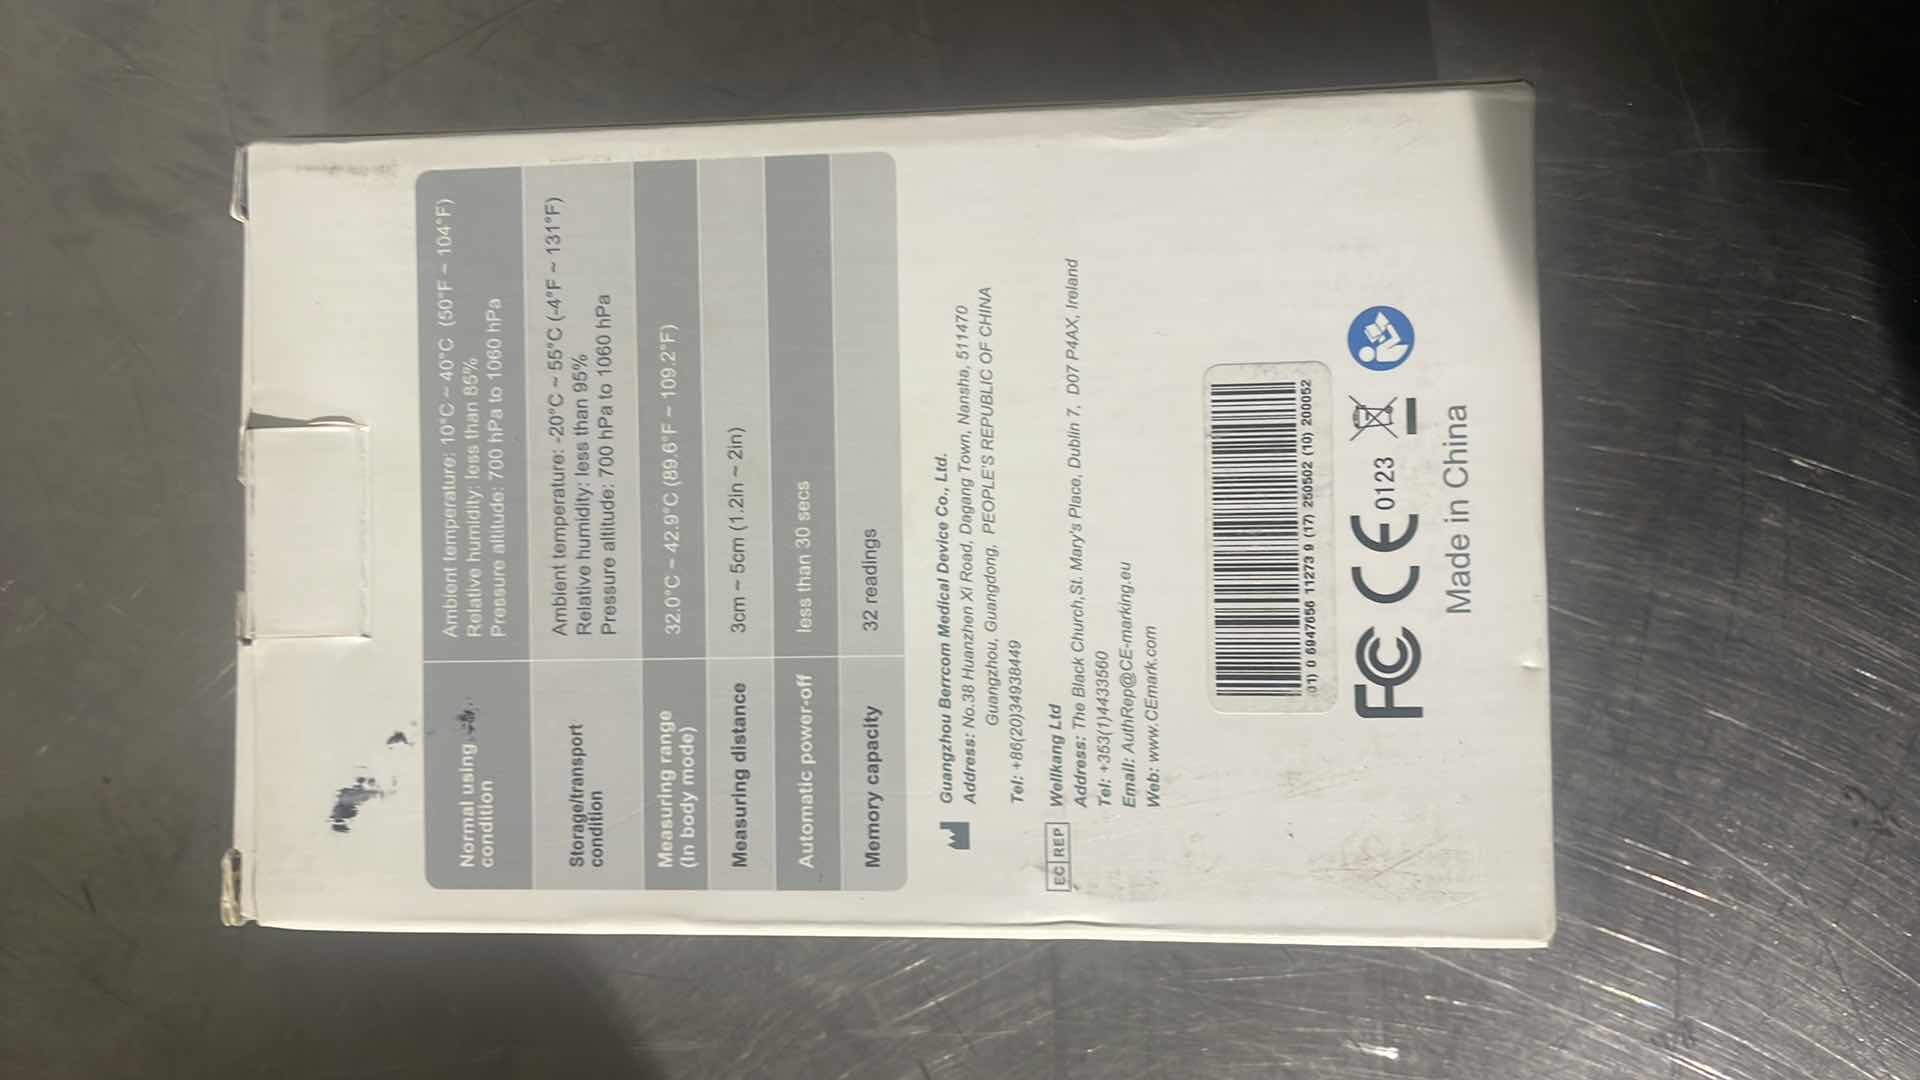 Normal using
condition
Ambient temperature: 10°C ~ 40°C (50°F ~ 104°F)
Relative humidity: less than 85%
Pressure altitude: 700 hPa to 1060 hPa
Storage/transport
condition
Ambient temperature: -20°C ~ 55°C (-4°F ~ 131°F)
Relative humidity: less than 95%
Pressure altitude: 700 hPa to 1060 hPa
Measuring range
(In body mode)
32.0°C ~ 42.9°C (89.6°F ~ 109.2°F)
Measuring distance
3cm ~ 5cm (1.2in ~ 2in)
Automatic power-off
less than 30 secs
Memory capacity
32 readings
Guangzhou Berrcom Medical Device Co., Ltd.
Address: No.38 Huanzhen Xi Road, Dagang Town, Nansha, 511470
Guangzhou, Guangdong, PEOPLE'S REPUBLIC OF CHINA
Tel: +86(20)34938449
EC REP
Wellkang Ltd
Address: The Black Church,St. Mary's Place, Dublin 7, D07 P4AX, Ireland
Tel: +353(1)4433560
Email: AuthRep@CE-marking.eu
Web: www.CEmark.com
(01) 0 6947656 11273 9 (17) 250502 (10) 200052
FC CE 0123
Made in China